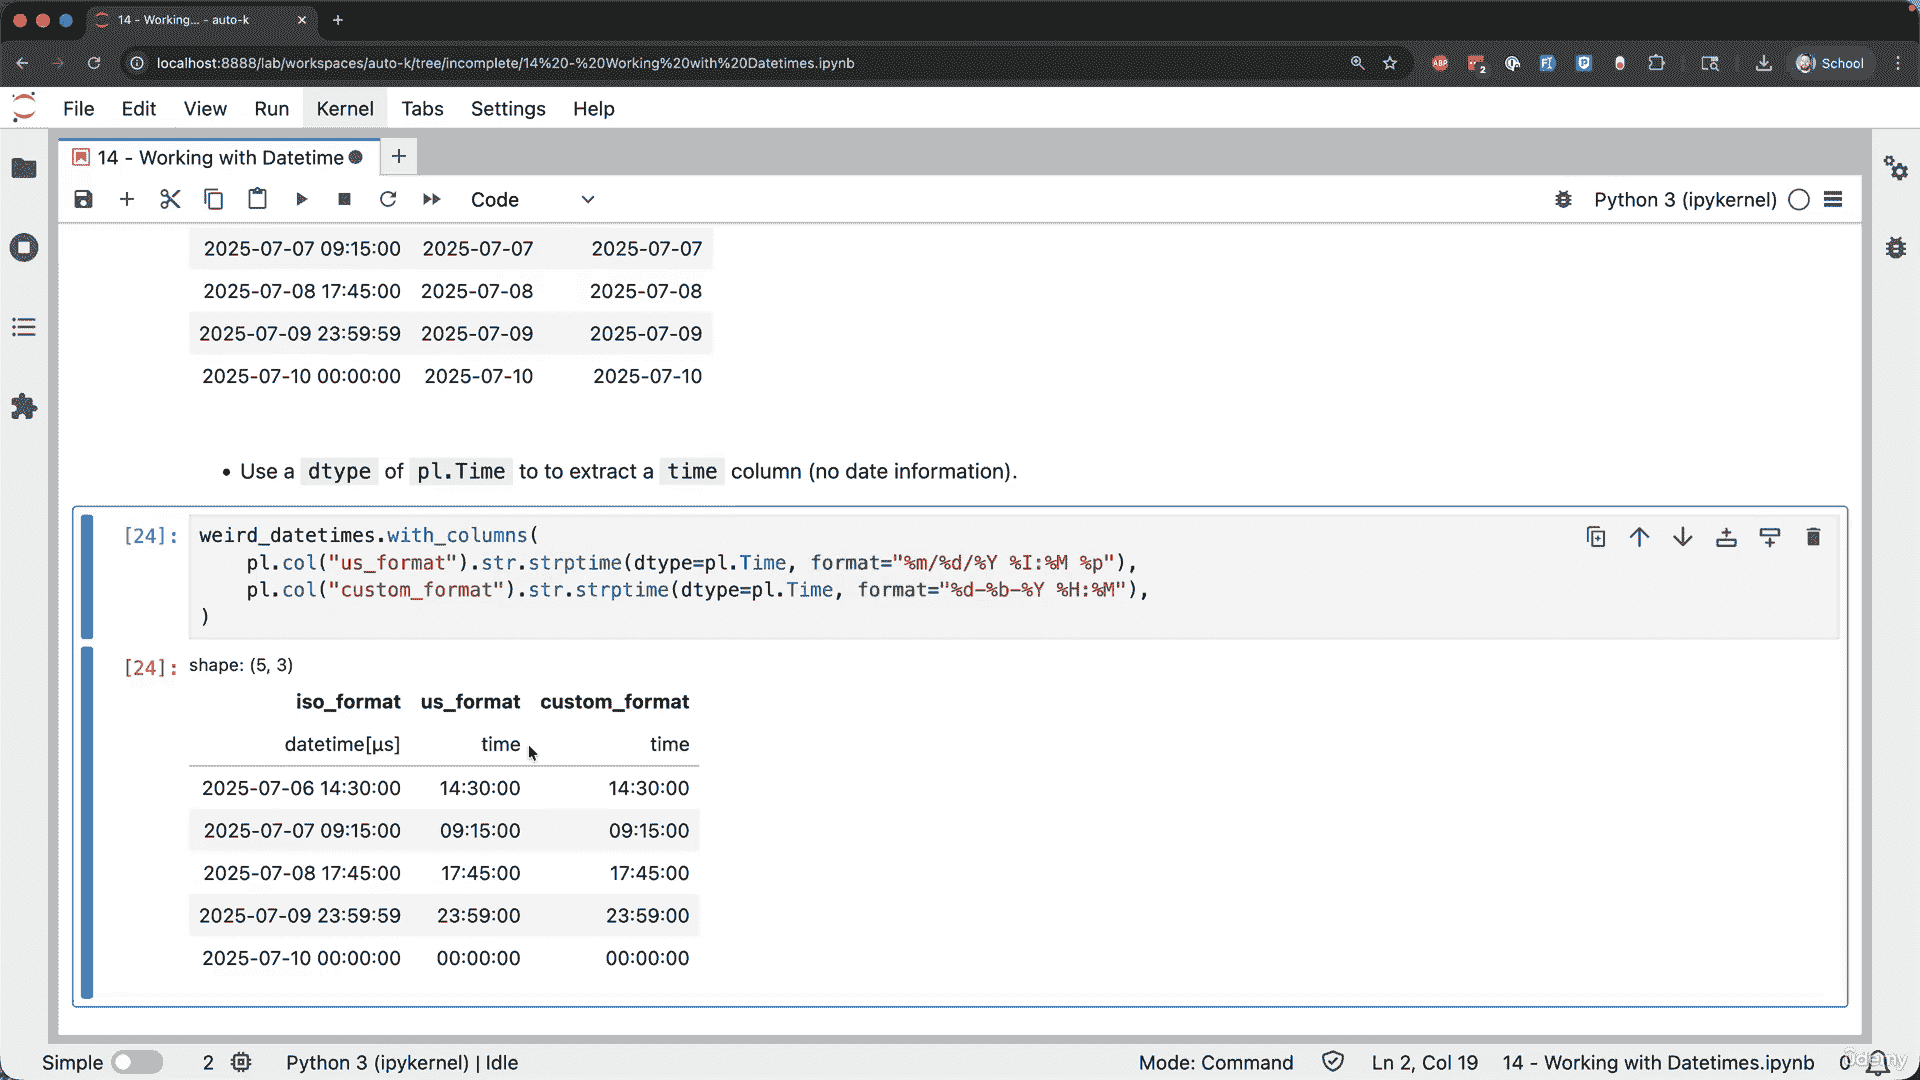 14 - Working... - auto-k
localhost:8888/lab/workspaces/auto-k/tree/incomplete/14%20-%20Working%20with%20Datetimes.ipynb
ABP
2
School
File Edit View Run Kernel Tabs Settings Help
14 - Working with Datetime
Code
Python 3 (ipykernel)
2025-07-07 09:15:00 2025-07-07 2025-07-07
2025-07-08 17:45:00 2025-07-08 2025-07-08
2025-07-09 23:59:59 2025-07-09 2025-07-09
2025-07-10 00:00:00 2025-07-10 2025-07-10
• Use a dtype of pl.Time to to extract a time column (no date information).
[24]: weird_datetimes.with_columns(
pl.col("us_format").str.strptime(dtype=pl.Time, format="%m/%d/%Y %I:%M %p"),
pl.col("custom_format").str.strptime(dtype=pl.Time, format="%d-%b-%Y %H:%M"),
)
[24]: shape: (5, 3)
iso_format us_format custom_format
datetime[μs] time time
2025-07-06 14:30:00 14:30:00 14:30:00
2025-07-07 09:15:00 09:15:00 09:15:00
2025-07-08 17:45:00 17:45:00 17:45:00
2025-07-09 23:59:59 23:59:00 23:59:00
2025-07-10 00:00:00 00:00:00 00:00:00
Simple 2 Python 3 (ipykernel) | Idle Mode: Command Ln 2, Col 19 14 - Working with Datetimes.ipynb 0
udemy